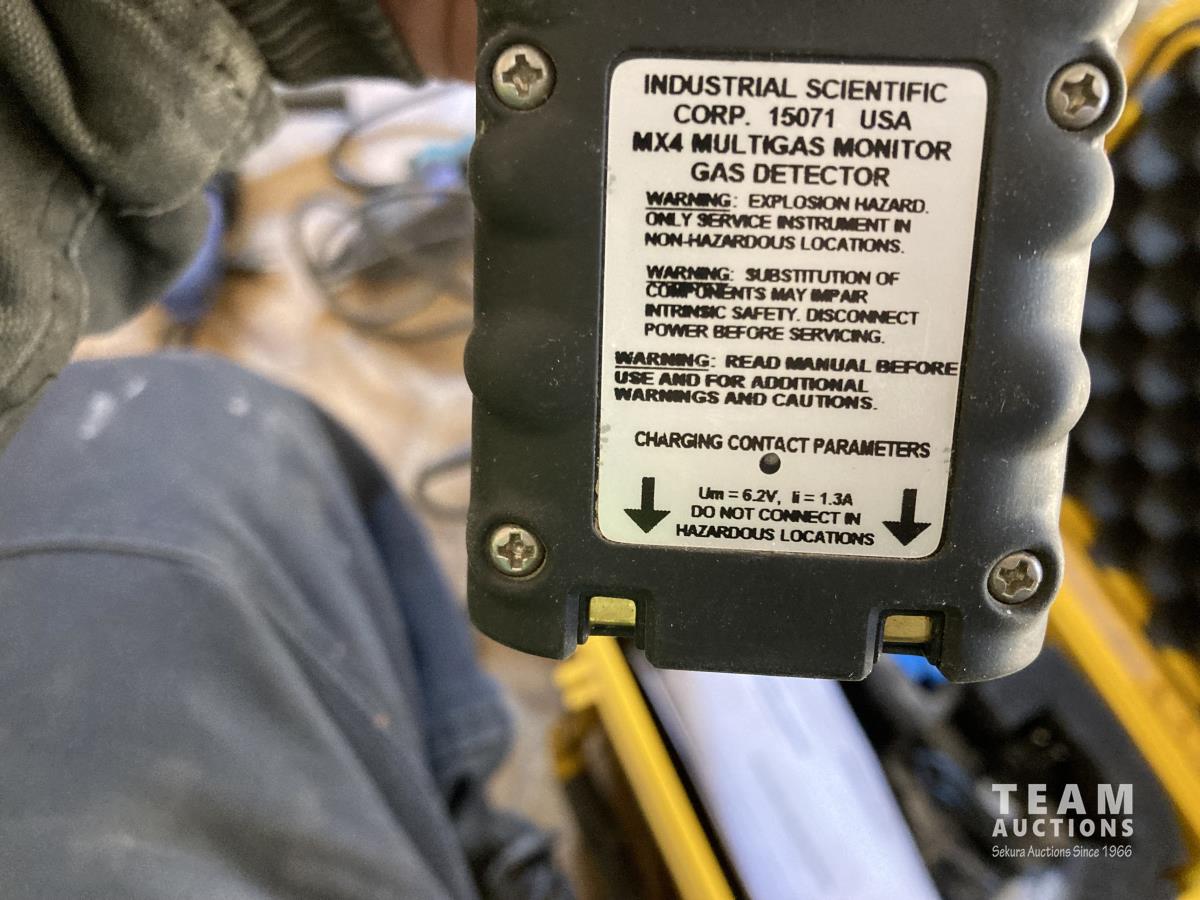 INDUSTRIAL SCIENTIFIC
CORP. 15071 USA
MX4 MULTIGAS MONITOR
GAS DETECTOR
WARNING: EXPLOSION HAZARD.
ONLY SERVICE INSTRUMENT IN
NON-HAZARDOUS LOCATIONS.
WARNING: SUBSTITUTION OF
COMPONENTS MAY IMPAIR
INTRINSIC SAFETY. DISCONNECT
POWER BEFORE SERVICING.
WARNING: READ MANUAL BEFORE
USE AND FOR ADDITIONAL
WARNINGS AND CAUTIONS.
CHARGING CONTACT PARAMETERS
Um = 6.2V, Ii = 1.3A
DO NOT CONNECT IN
HAZARDOUS LOCATIONS
TEAM
AUCTIONS
Sekura Auctions Since 1966